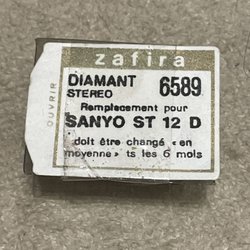 zafira
OUVRIR
DIAMANT 6589
STEREO
Remplacement pour
SANYO ST 12 D
doit être changé « en
moyenne » ts les 6 mois